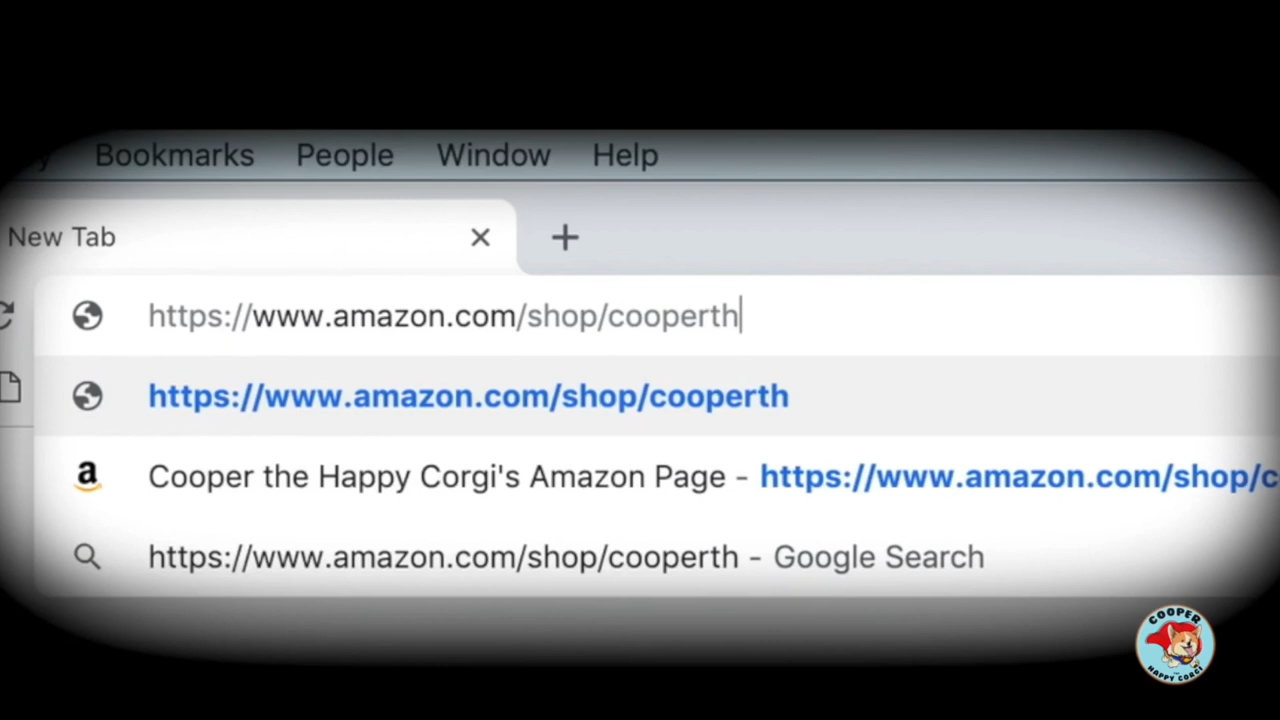 Bookmarks People Window Help
New Tab
https://www.amazon.com/shop/cooperth
https://www.amazon.com/shop/cooperth
Cooper the Happy Corgi's Amazon Page - https://www.amazon.com/shop/c
https://www.amazon.com/shop/cooperth - Google Search
COOPER
HAPPY CORGI